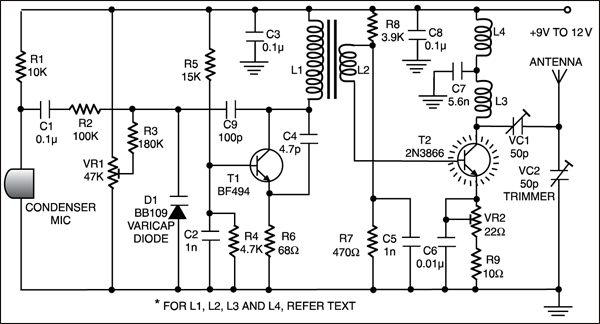 R1
10K
C1
0.1µ
R2
100K
R3
180K
VR1
47K
CONDENSER
MIC
D1
BB109
VARICAP
DIODE
R5
15K
C3
0.1µ
C9
100p
C4
4.7p
T1
BF494
C2
1n
R4
4.7K
R6
68Ω
L1
L2
R8
3.9K
C8
0.1µ
L4
+9V TO 12V
ANTENNA
C7
5.6n
L3
T2
2N3866
VC1
50p
VC2
50p
TRIMMER
R7
470Ω
C5
1n
C6
0.01µ
VR2
22Ω
R9
10Ω
* FOR L1, L2, L3 AND L4, REFER TEXT